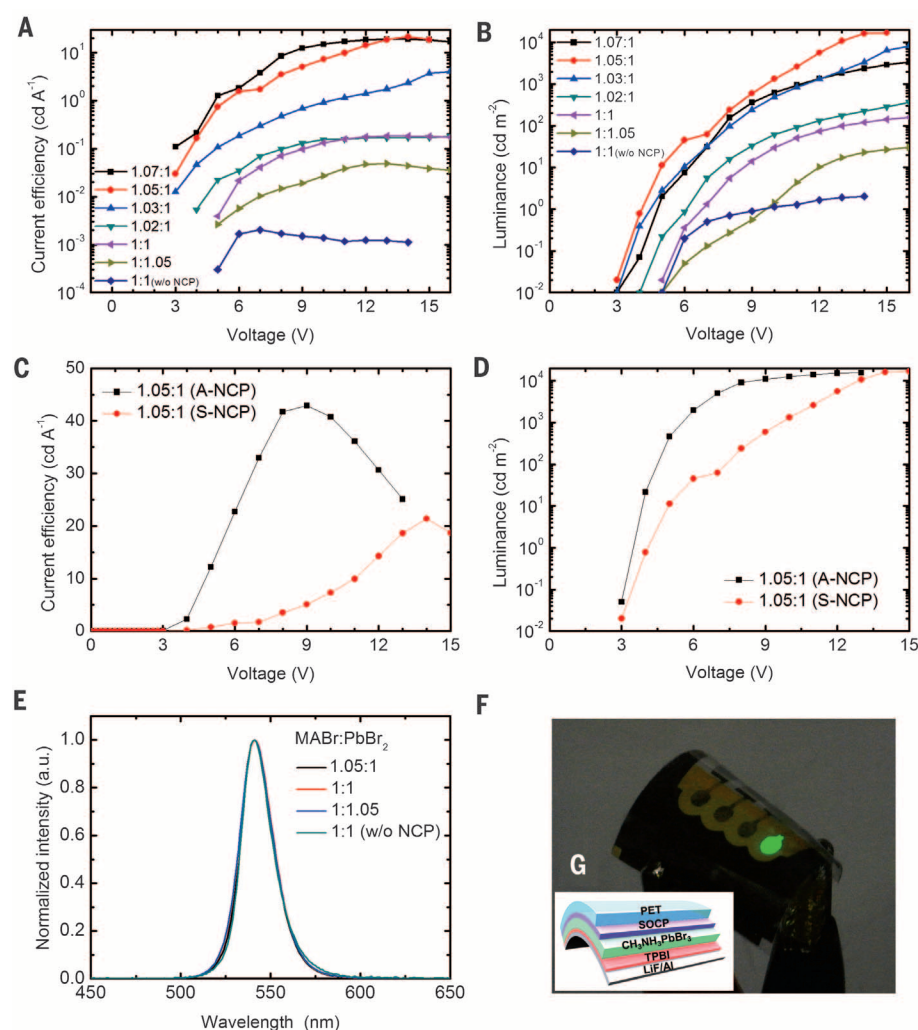 A
Current efficiency (cd A⁻¹)
10²
10¹
10⁰
10⁻¹
10⁻²
10⁻³
10⁻⁴
1.07:1
1.05:1
1.03:1
1.02:1
1:1
1:1.05
1:1(w/o NCP)
0 3 6 9 12 15
Voltage (V)
B
Luminance (cd m⁻²)
10⁵
10⁴
10³
10²
10¹
10⁰
10⁻¹
10⁻²
1.07:1
1.05:1
1.03:1
1.02:1
1:1
1:1.05
1:1(w/o NCP)
0 3 6 9 12 15
Voltage (V)
C
Current efficiency (cd A⁻¹)
50
40
30
20
10
0
1.05:1 (A-NCP)
1.05:1 (S-NCP)
0 3 6 9 12 15
Voltage (V)
D
Luminance (cd m⁻²)
10⁵
10⁴
10³
10²
10¹
10⁰
10⁻¹
10⁻²
1.05:1 (A-NCP)
1.05:1 (S-NCP)
0 3 6 9 12 15
Voltage (V)
E
Normalized intensity (a.u.)
1.0
0.8
0.6
0.4
0.2
0.0
MABr:PbBr₂
1.05:1
1:1
1:1.05
1:1 (w/o NCP)
450 500 550 600 650
Wavelength (nm)
F
G
PET
SOCP
CH₃NH₃PbBr₃
TPBI
LiF/Al